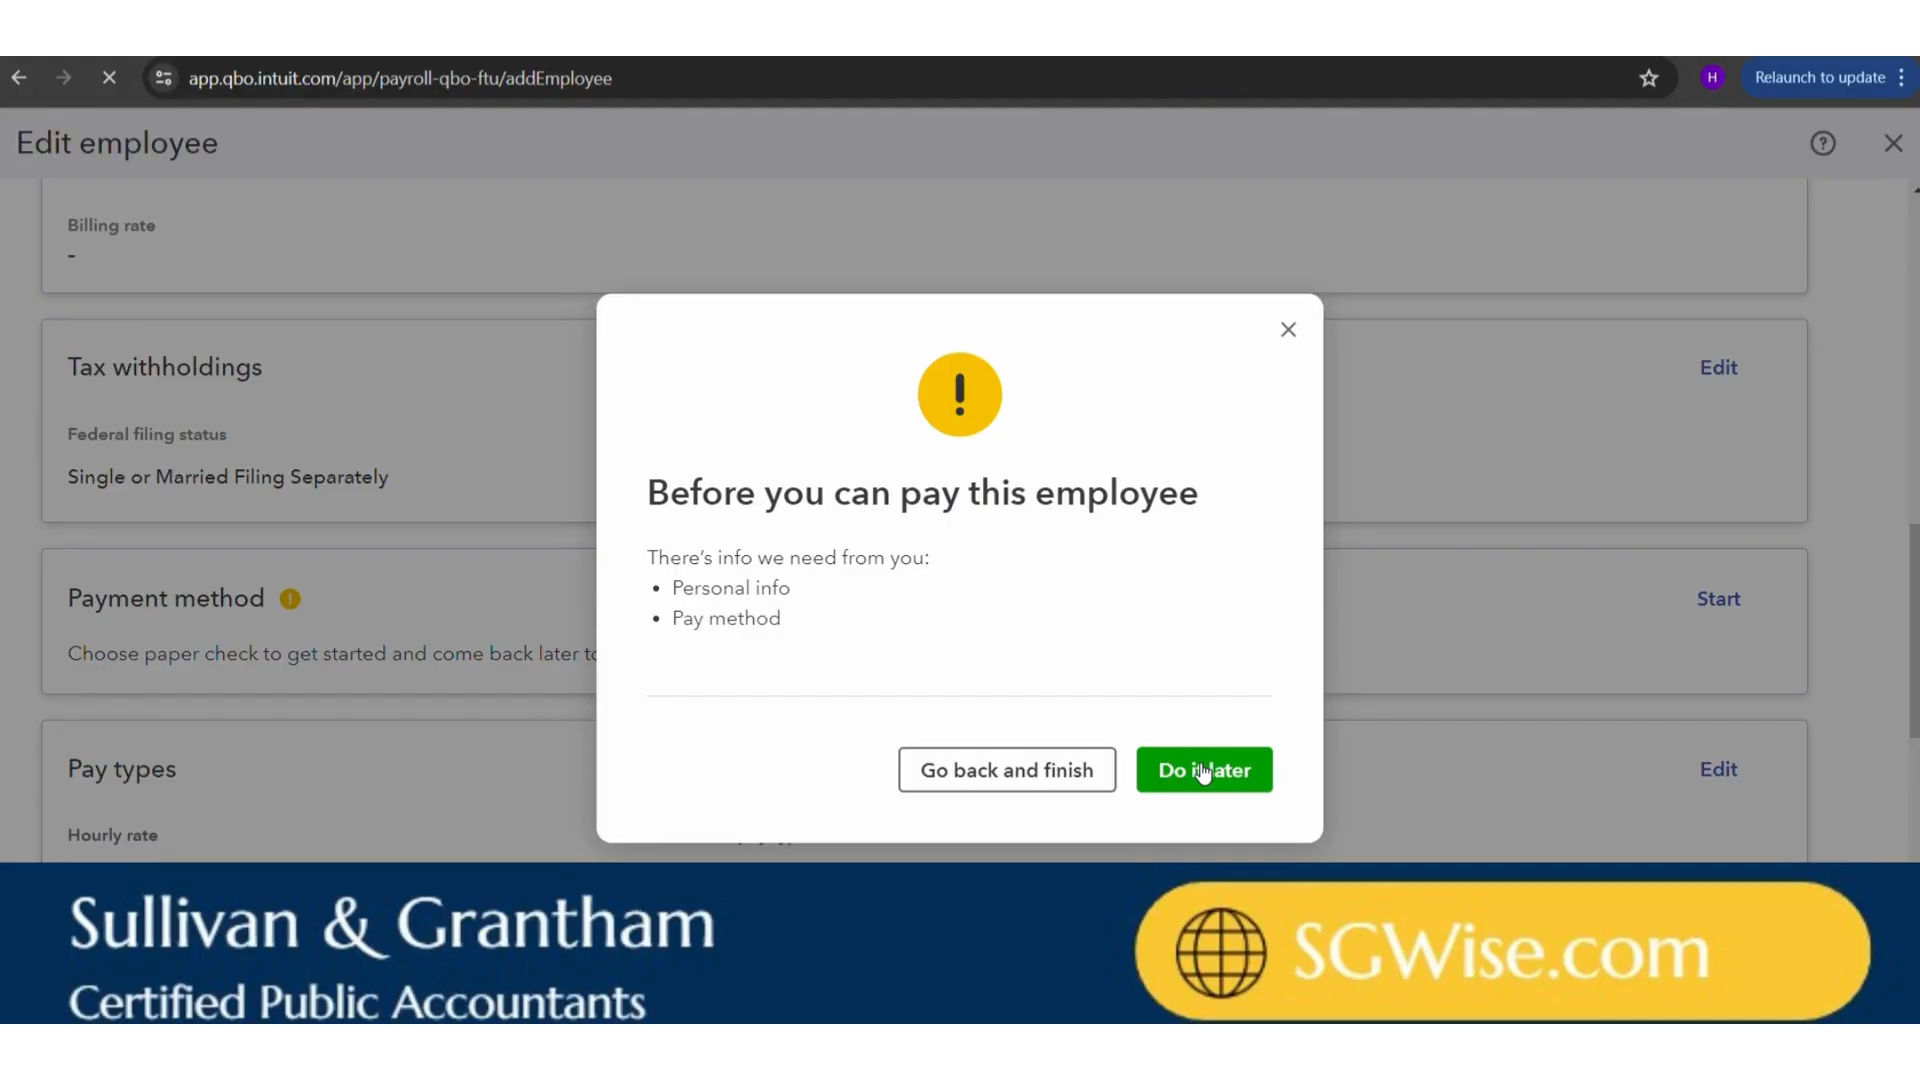 app.qbo.intuit.com/app/payroll-qbo-ftu/addEmployee
H
Relaunch to update
Edit employee
Billing rate
-
Tax withholdings
Edit
Federal filing status
Single or Married Filing Separately
Payment method
Start
Choose paper check to get started and come back later
Pay types
Edit
Hourly rate
Before you can pay this employee
There's info we need from you:
• Personal info
• Pay method
Go back and finish
Do it later
Sullivan & Grantham
Certified Public Accountants
SGWise.com